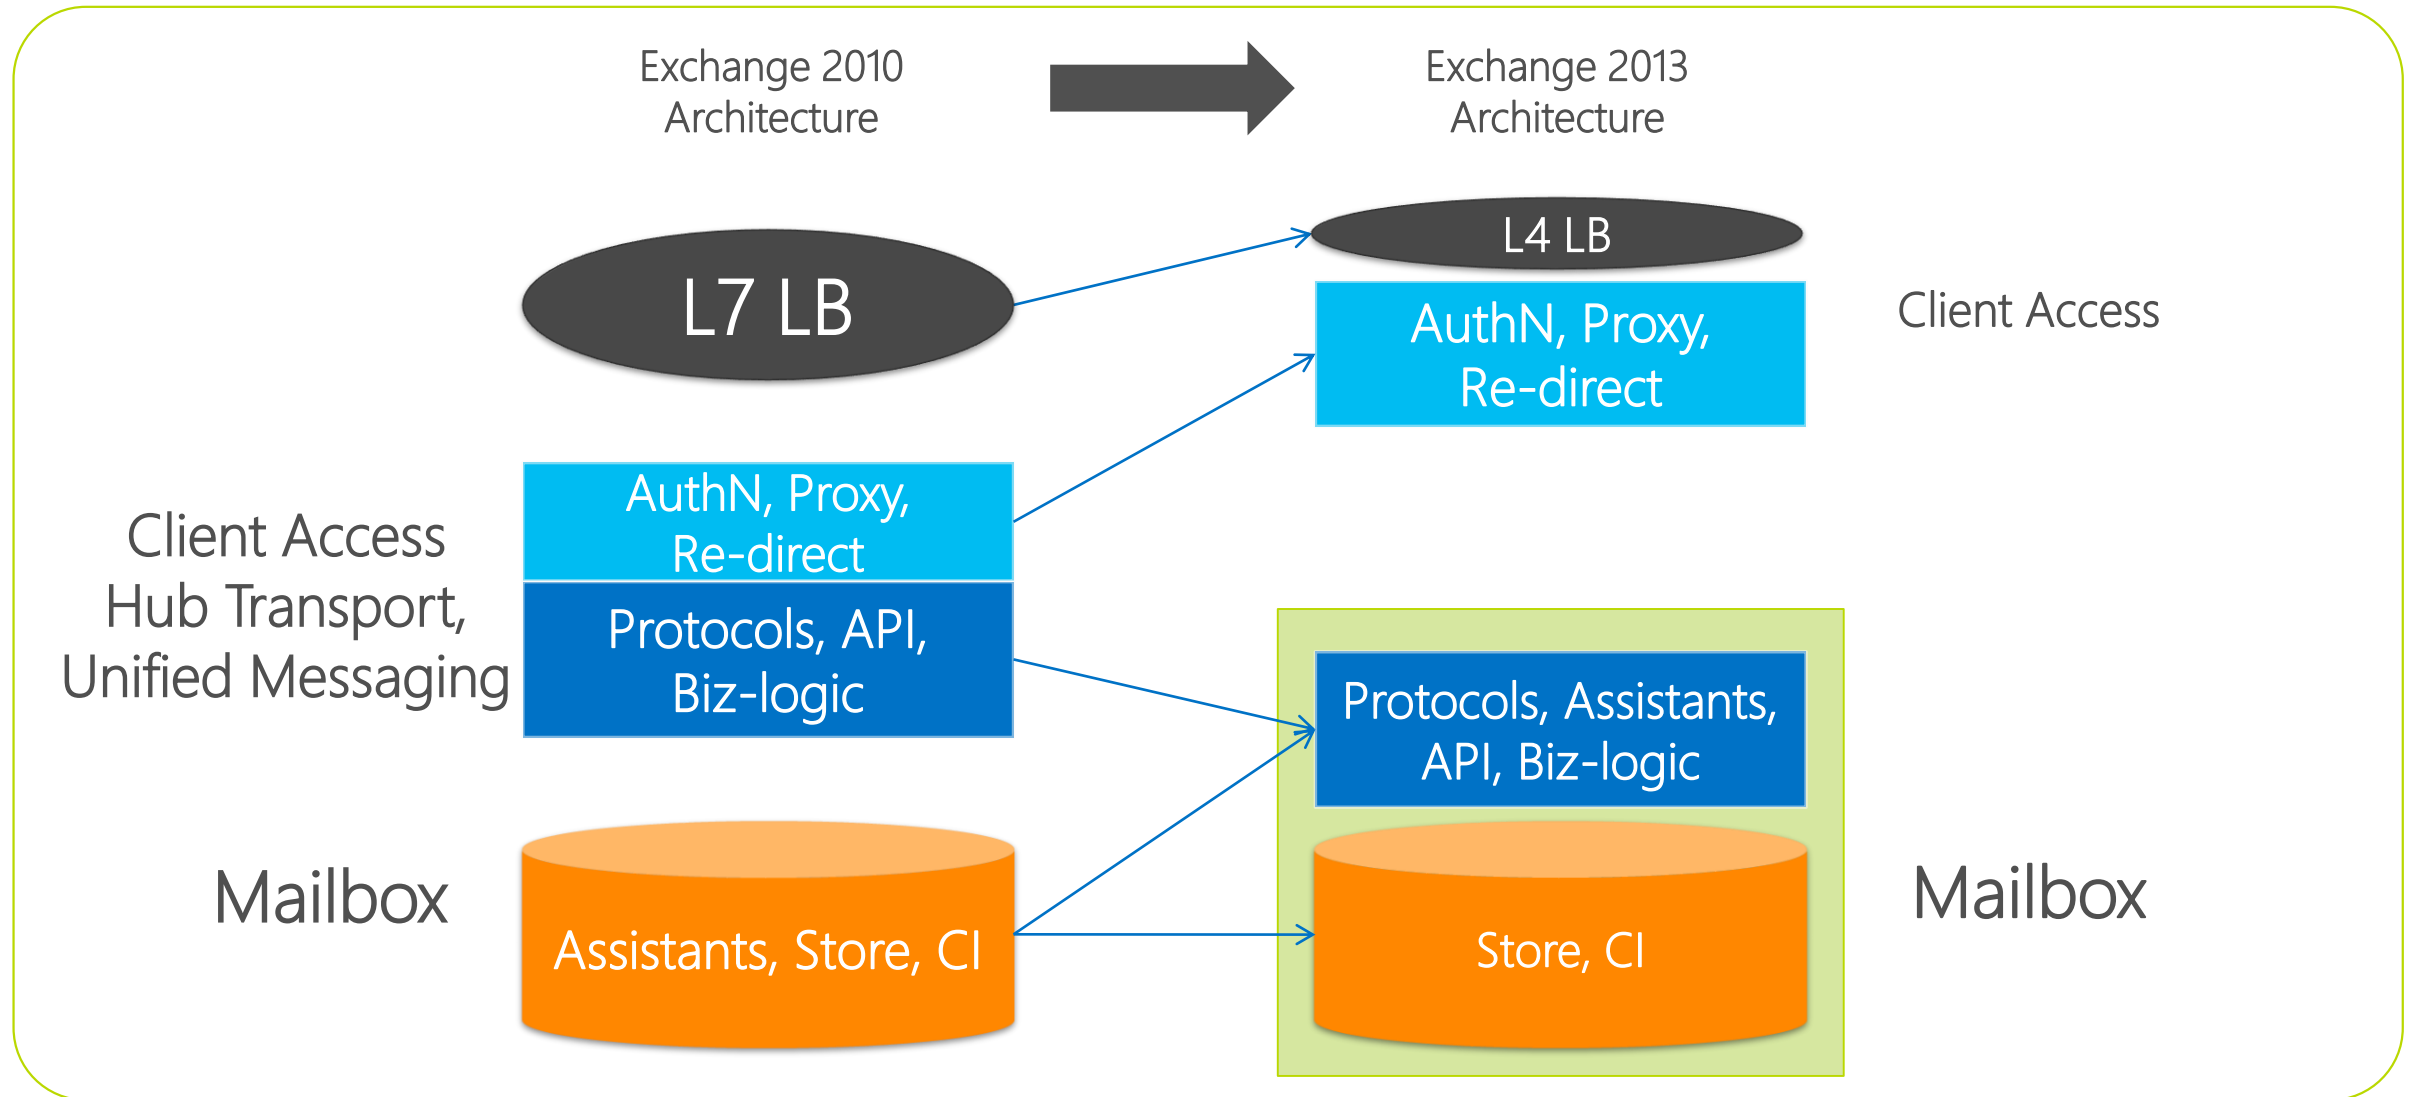 Exchange 2010
Architecture
Exchange 2013
Architecture
L7 LB
L4 LB
AuthN, Proxy,
Re-direct
Client Access
Client Access
Hub Transport,
Unified Messaging
AuthN, Proxy,
Re-direct
Protocols, API,
Biz-logic
Protocols, Assistants,
API, Biz-logic
Mailbox
Assistants, Store, CI
Store, CI
Mailbox